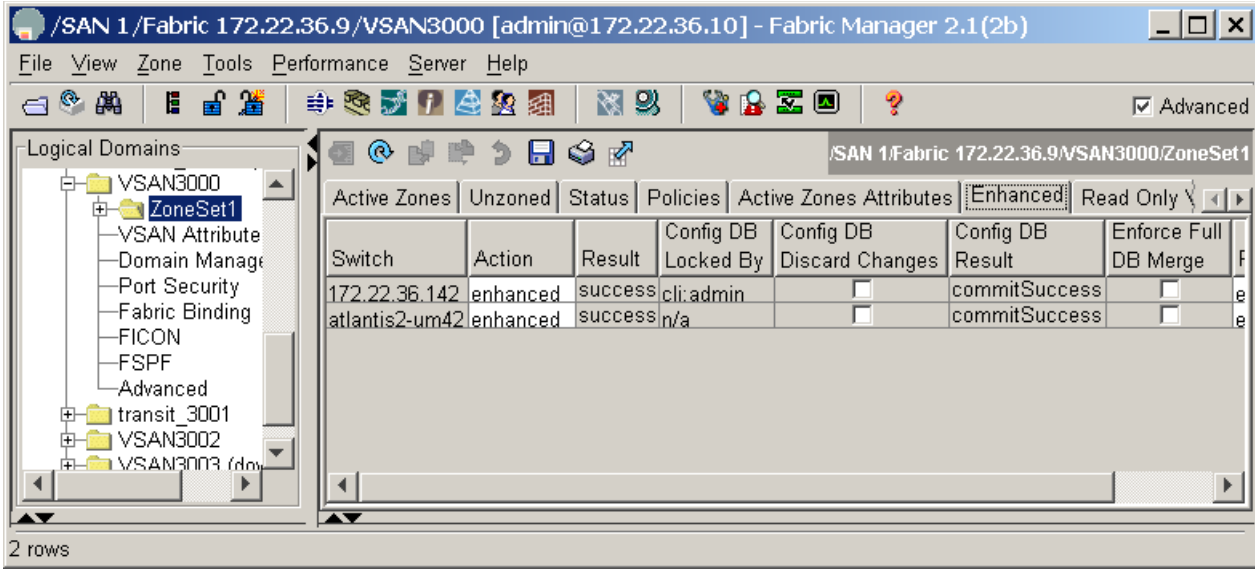 /SAN 1/Fabric 172.22.36.9/VSAN3000 [admin@172.22.36.10] - Fabric Manager 2.1(2b)
File View Zone Tools Performance Server Help
Advanced
Logical Domains
/SAN 1/Fabric 172.22.36.9/VSAN3000/ZoneSet1
VSAN3000
ZoneSet1
VSAN Attribute
Domain Manage
Port Security
Fabric Binding
FICON
FSPF
Advanced
transit_3001
VSAN3002
VSAN3003 (dow
Active Zones Unzoned Status Policies Active Zones Attributes Enhanced Read Only
Switch Action Result Config DB Locked By Config DB Discard Changes Config DB Result Enforce Full DB Merge
172.22.36.142 enhanced success cli:admin commitSuccess e
atlantis2-um42 enhanced success n/a commitSuccess e
2 rows